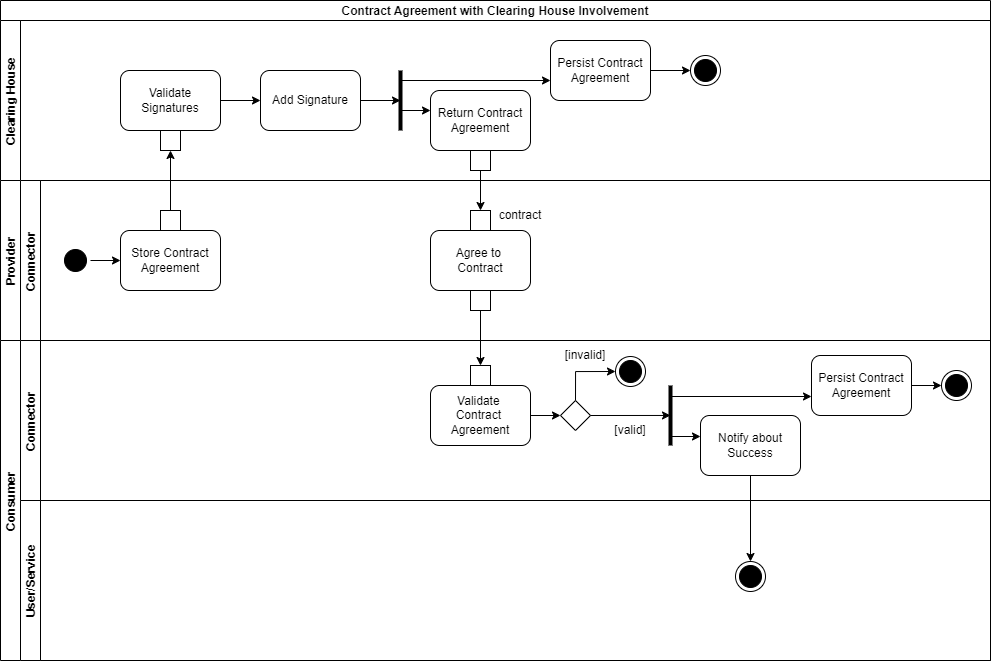 Contract Agreement with Clearing House Involvement
Clearing House
Validate
Signatures
Add Signature
Persist Contract
Agreement
Return Contract
Agreement
Provider
Connector
Store Contract
Agreement
contract
Agree to
Contract
Consumer
Connector
Validate
Contract
Agreement
[invalid]
[valid]
Persist Contract
Agreement
Notify about
Success
User/Service